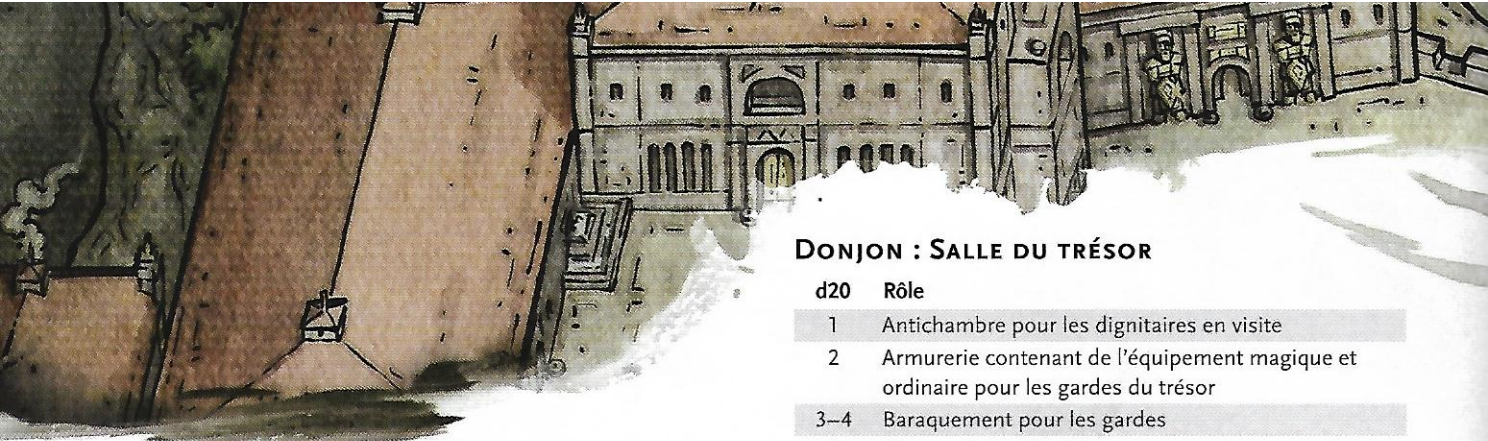 DONJON : SALLE DU TRÉSOR
d20 Rôle
1 Antichambre pour les dignitaires en visite
2 Armurerie contenant de l'équipement magique et
ordinaire pour les gardes du trésor
3–4 Baraquement pour les gardes